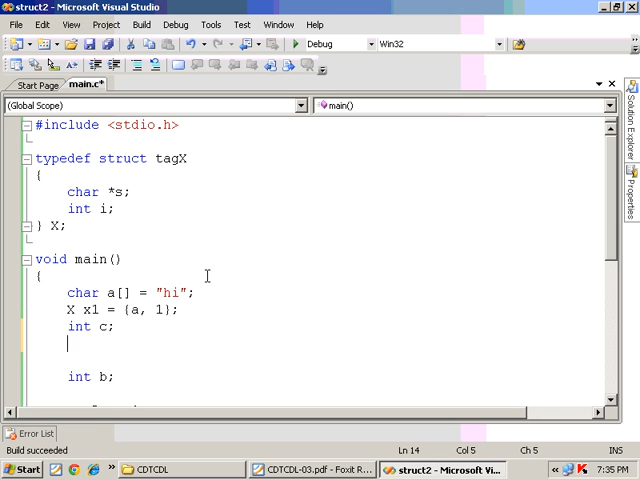 struct2 - Microsoft Visual Studio
File Edit View Project Build Debug Tools Test Window Help
Debug Win32
Start Page main.c*
(Global Scope) main()
#include <stdio.h>
typedef struct tagX
{
char *s;
int i;
} X;
void main()
{
char a[] = "hi";
X x1 = {a, 1};
int c;
int b;
Solution Explorer
Properties
Error List
Build succeeded Ln 14 Col 5 Ch 5 INS
Start CDTCDL CDTCDL-03.pdf - Foxit R... struct2 - Microsoft Vi... 7:35 PM